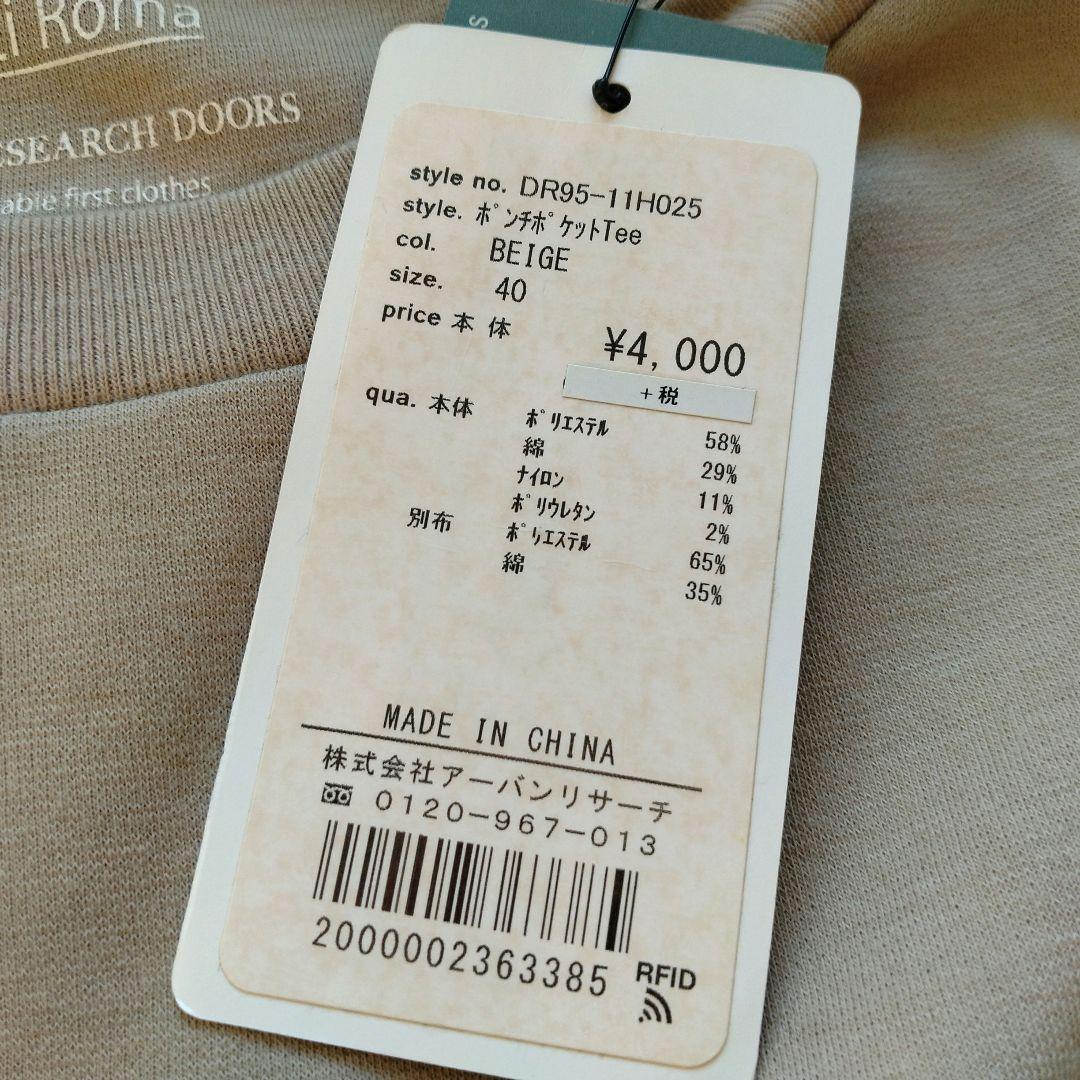 Roma
SEARCH DOORS
able first clothes
s
style no. DR95-11H025
style. ﾎﾟﾝﾁﾎﾟｹｯﾄTee
col. BEIGE
size. 40
price 本体 ¥4,000
+税
qua. 本体 ﾎﾟﾘｴｽﾃﾙ 58%
綿 29%
ﾅｲﾛﾝ 11%
ﾎﾟﾘｳﾚﾀﾝ 2%
別布 ﾎﾟﾘｴｽﾃﾙ 65%
綿 35%
MADE IN CHINA
株式会社アーバンリサーチ
0120-967-013
2000002363385
RFID